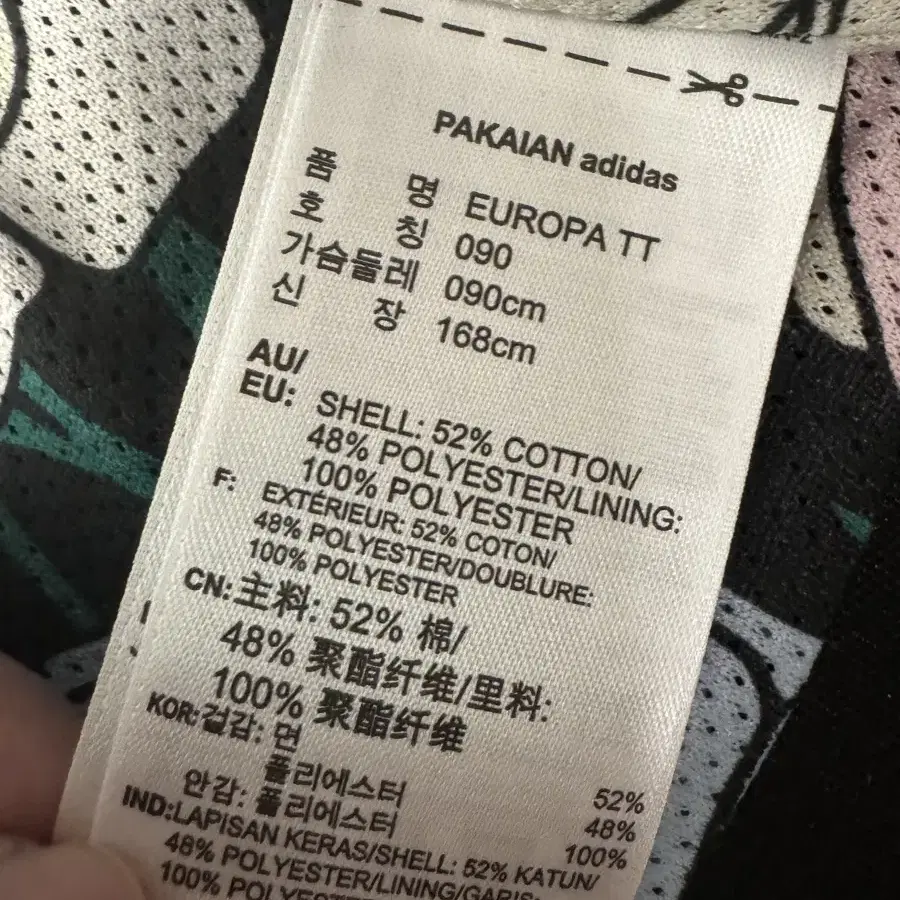 PAKAIAN adidas
품 명 EUROPA TT
호 칭 090
가슴둘레 090cm
신 장 168cm
AU/
EU: SHELL: 52% COTTON/
48% POLYESTER/LINING:
100% POLYESTER
F: EXTÉRIEUR: 52% COTON/
48% POLYESTER/DOUBLURE:
100% POLYESTER
CN:主料: 52% 棉/
48% 聚酯纤维/里料:
100% 聚酯纤维
KOR:겉감: 면 52%
폴리에스터 48%
안감: 폴리에스터 100%
IND:LAPISAN KERAS/SHELL: 52% KATUN/
48% POLYESTER/LINING/GARIS:
100% POLYESTER